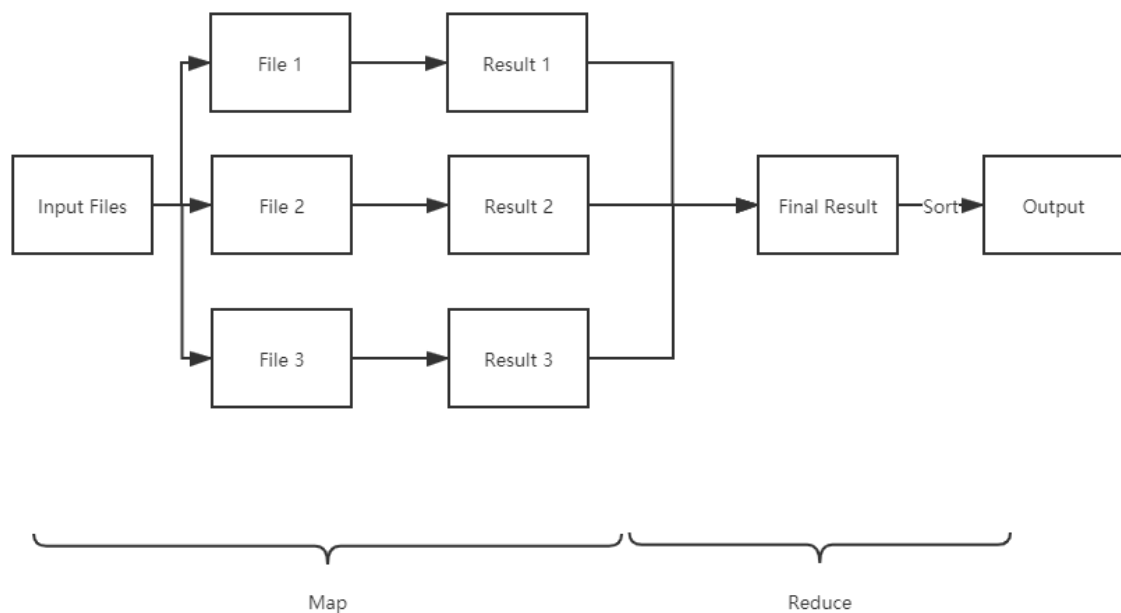 File 1
Result 1
Input Files
File 2
Result 2
Final Result
Sort
Output
File 3
Result 3
Map
Reduce